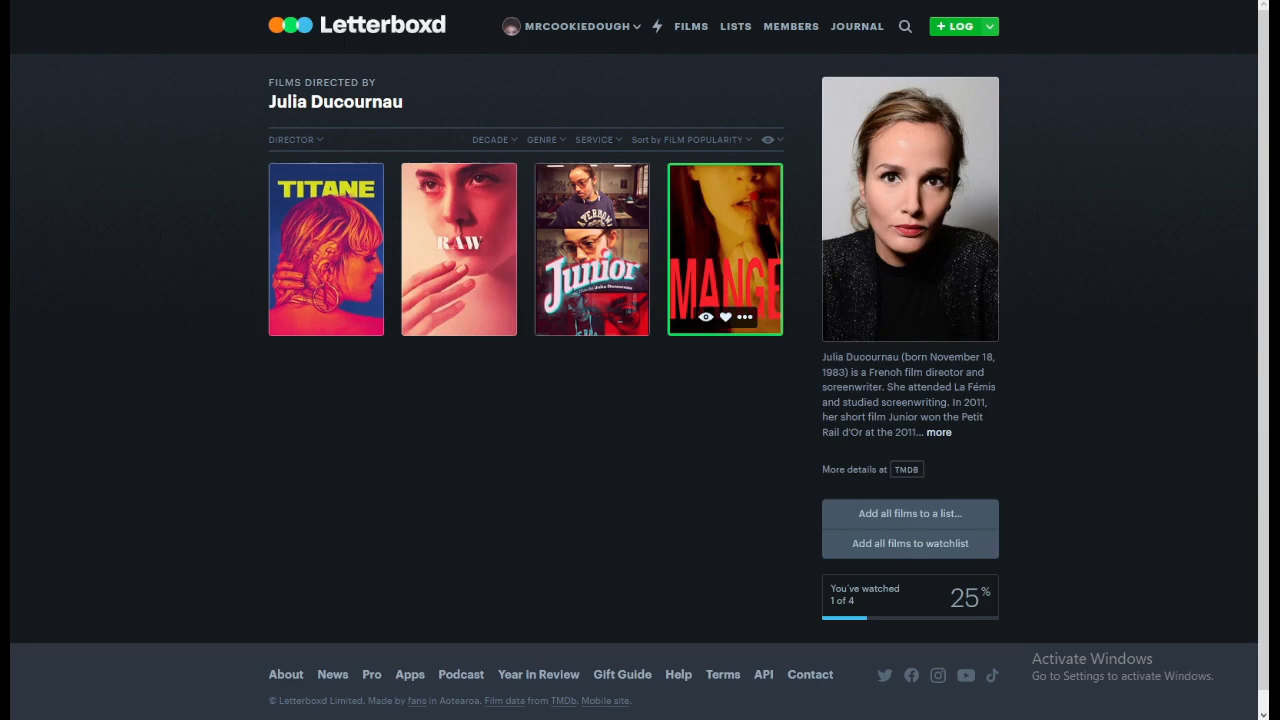 Letterboxd
MRCOOKIEDOUGH
FILMS
LISTS
MEMBERS
JOURNAL
+ LOG
FILMS DIRECTED BY
Julia Ducournau
DIRECTOR
DECADE
GENRE
SERVICE
Sort by FILM POPULARITY
TITANE
RAW
Junior
MANGE
Julia Ducournau (born November 18,
1983) is a French film director and
screenwriter. She attended La Fémis
and studied screenwriting. In 2011,
her short film Junior won the Petit
Rail d'Or at the 2011... more
More details at TMDB
Add all films to a list...
Add all films to watchlist
You've watched
1 of 4
25%
About News Pro Apps Podcast Year in Review Gift Guide Help Terms API Contact
© Letterboxd Limited. Made by fans in Aotearoa. Film data from TMDb. Mobile site.
Activate Windows
Go to Settings to activate Windows.